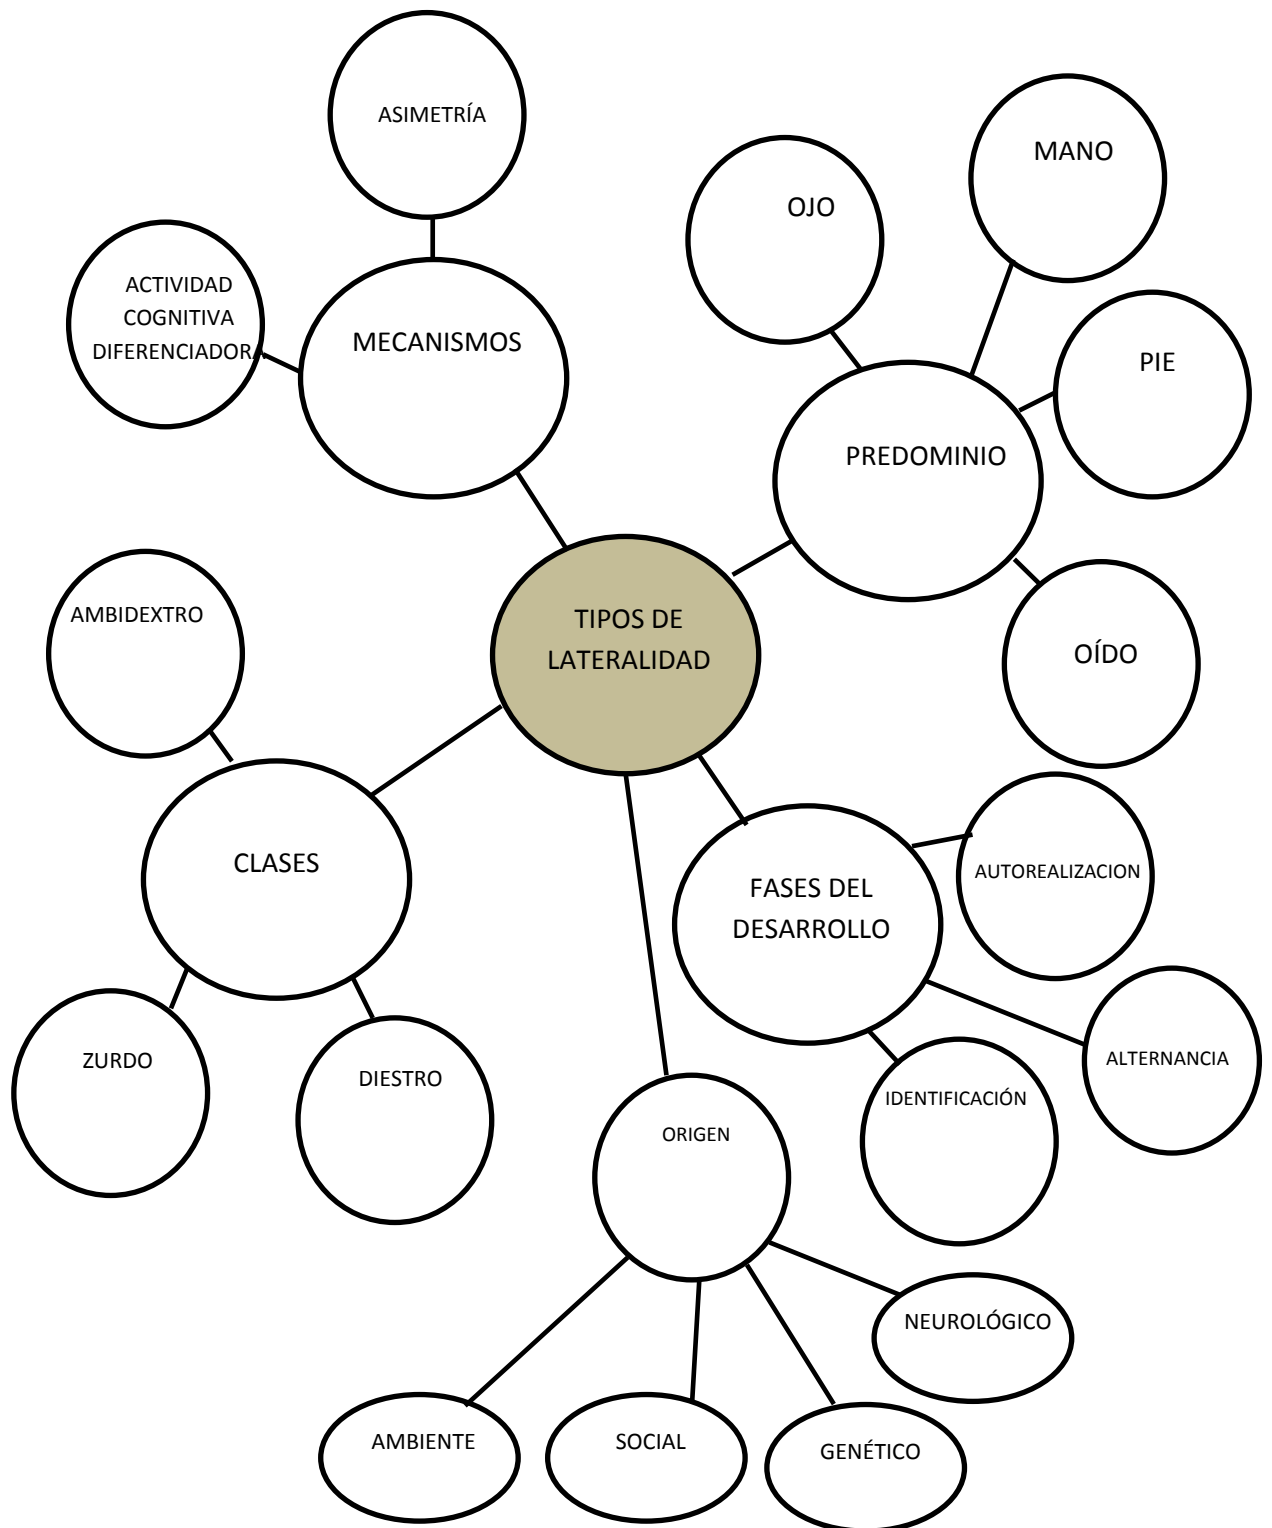 ASIMETRÍA
MANO
OJO
ACTIVIDAD
COGNITIVA
DIFERENCIADORA
MECANISMOS
PIE
PREDOMINIO
AMBIDEXTRO
TIPOS DE
LATERALIDAD
OÍDO
CLASES
FASES DEL
DESARROLLO
AUTOREALIZACION
ZURDO
DIESTRO
ALTERNANCIA
IDENTIFICACIÓN
ORIGEN
NEUROLÓGICO
AMBIENTE
SOCIAL
GENÉTICO